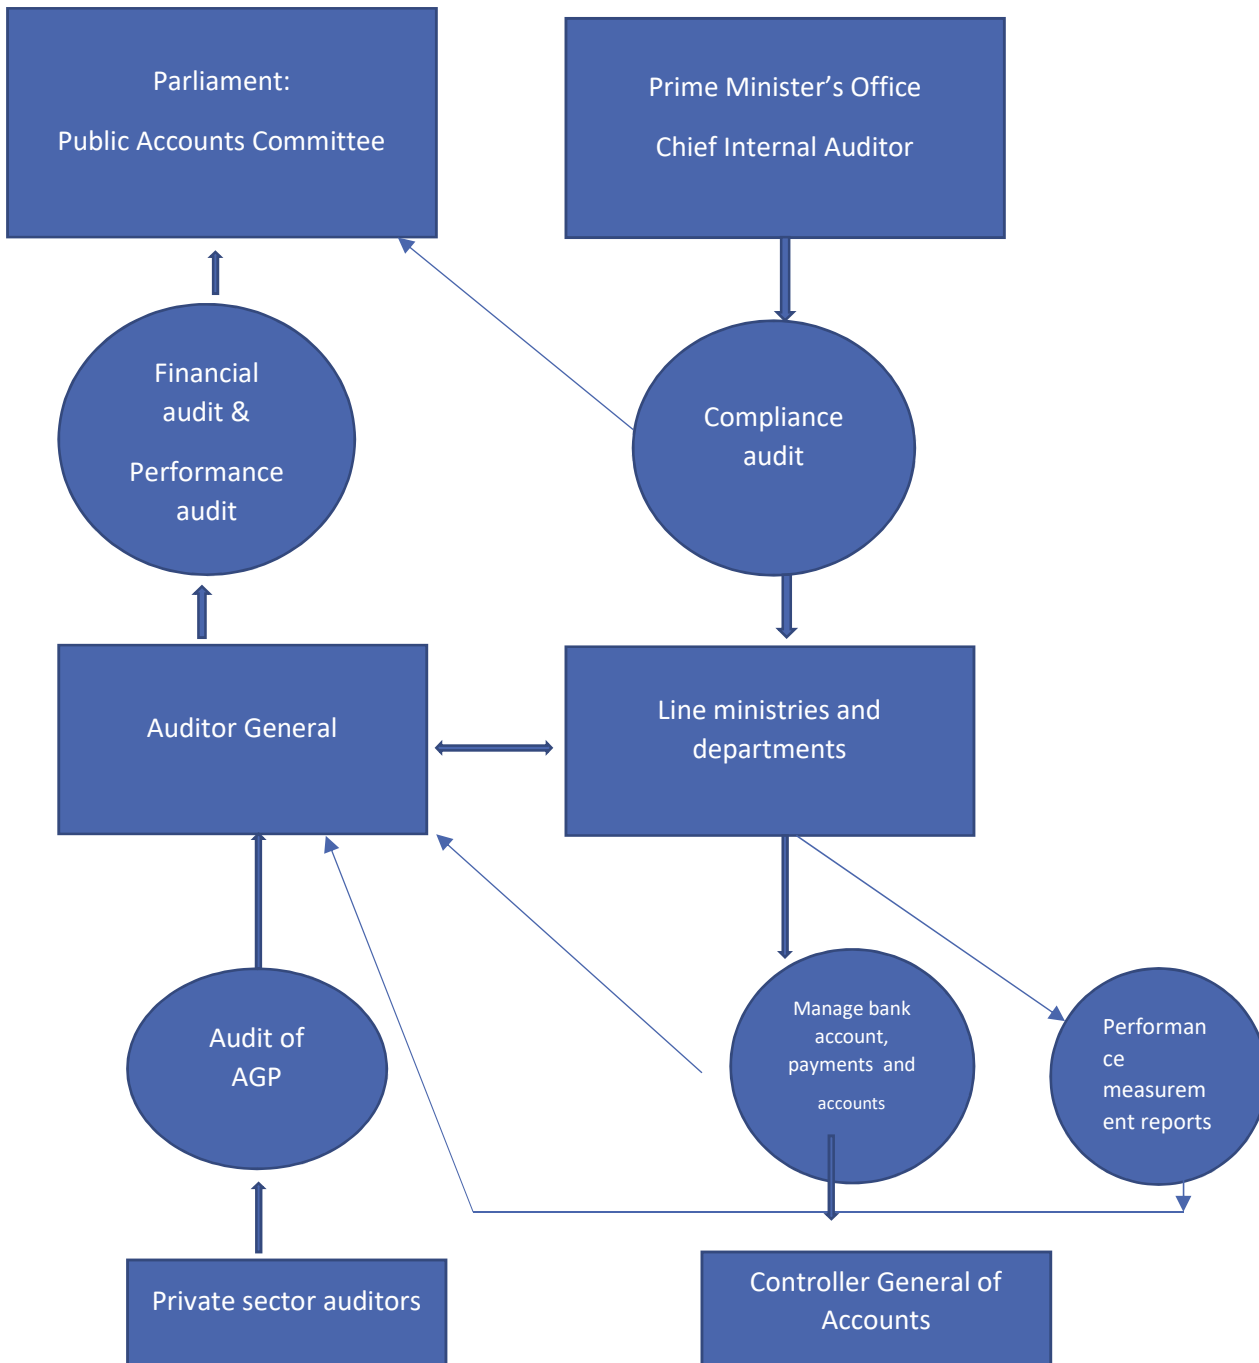 Parliament:
Public Accounts Committee
Prime Minister’s Office
Chief Internal Auditor
Financial
audit &
Performance
audit
Compliance
audit
Auditor General
Line ministries and
departments
Audit of
AGP
Manage bank
account,
payments and
accounts
Performan
ce
measurem
ent reports
Private sector auditors
Controller General of
Accounts